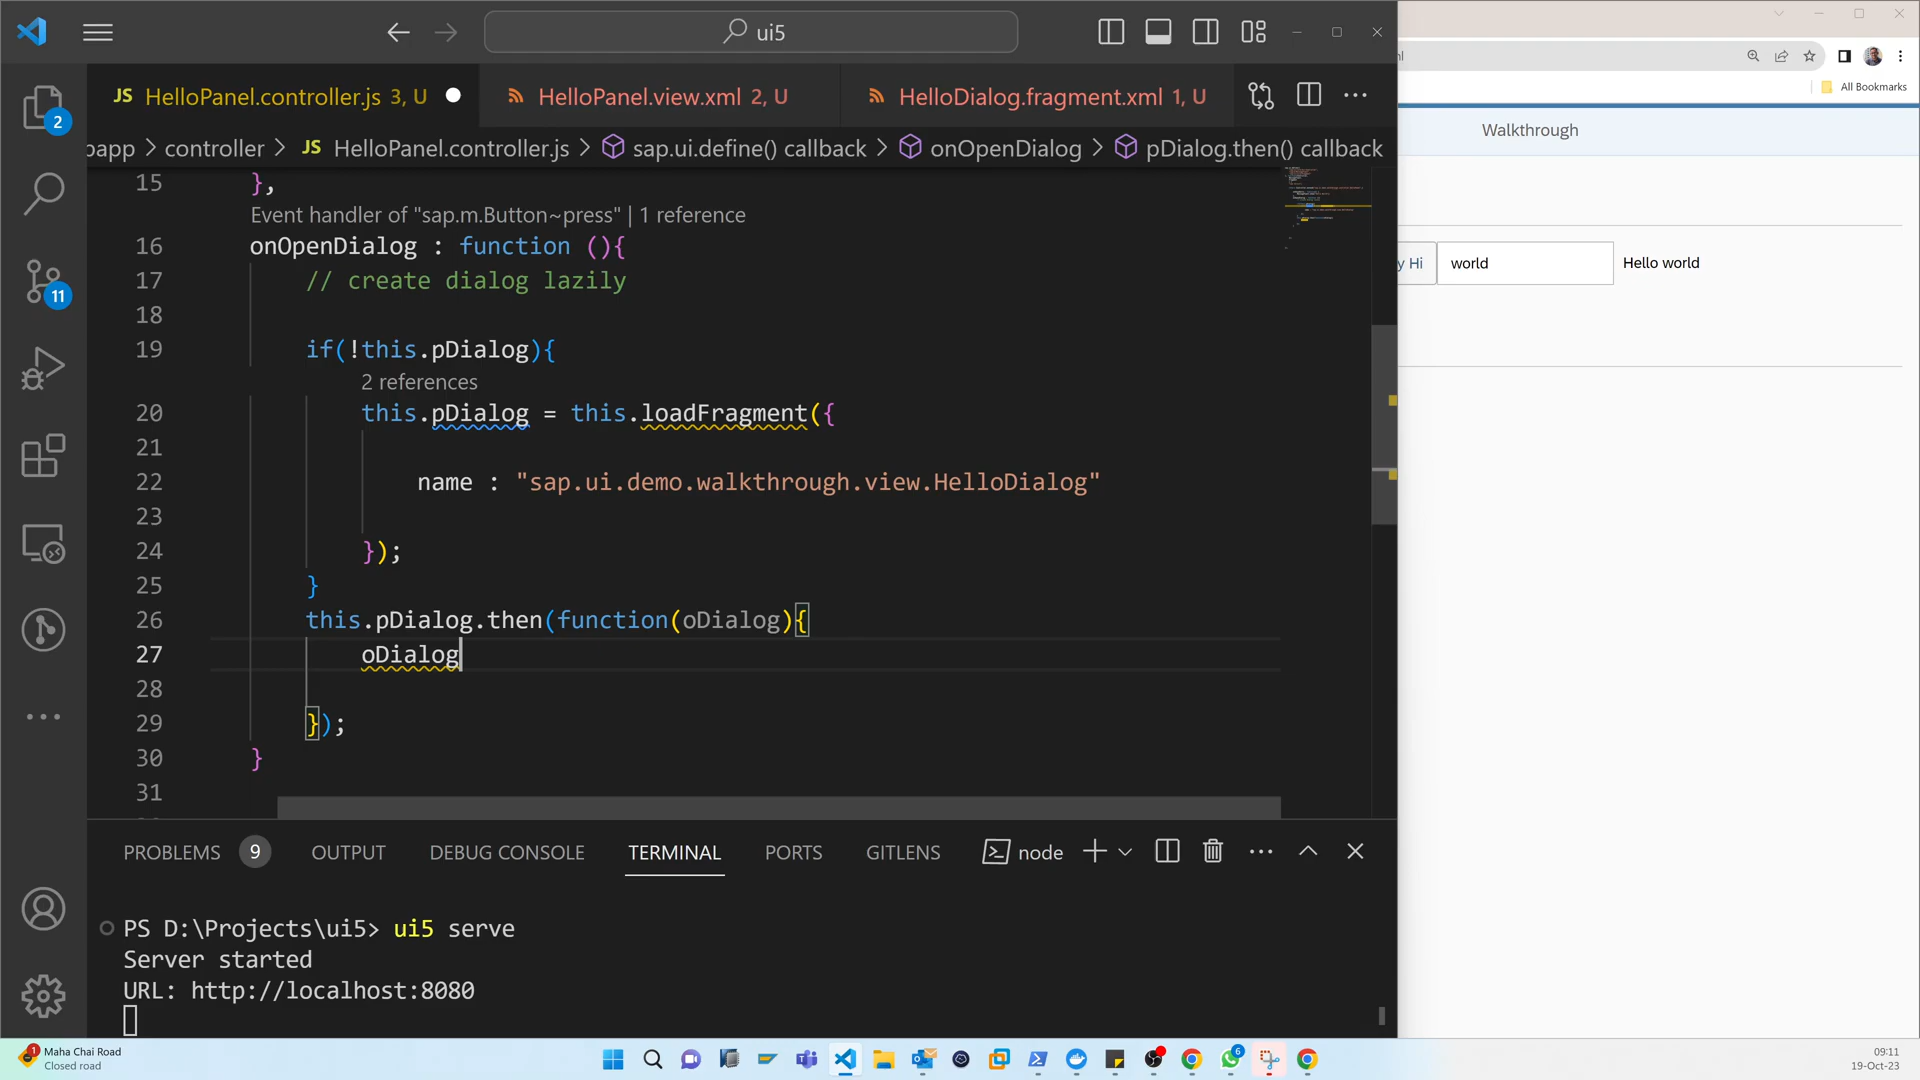 ui5
JS HelloPanel.controller.js 3, U
HelloPanel.view.xml 2, U
HelloDialog.fragment.xml 1, U
papp > controller > JS HelloPanel.controller.js > sap.ui.define() callback > onOpenDialog > pDialog.then() callback
15 },
Event handler of "sap.m.Button~press" | 1 reference
16 onOpenDialog : function (){
17 // create dialog lazily
18
19 if(!this.pDialog){
2 references
20 this.pDialog = this.loadFragment({
21
22 name : "sap.ui.demo.walkthrough.view.HelloDialog"
23
24 });
25 }
26 this.pDialog.then(function(oDialog){
27 oDialog
28
29 });
30 }
31
2
11
PROBLEMS 9 OUTPUT DEBUG CONSOLE TERMINAL PORTS GITLENS node
PS D:\Projects\ui5> ui5 serve
Server started
URL: http://localhost:8080
All Bookmarks
Walkthrough
y Hi
world
Hello world
1
Maha Chai Road
Closed road
6
09:11
19-Oct-23